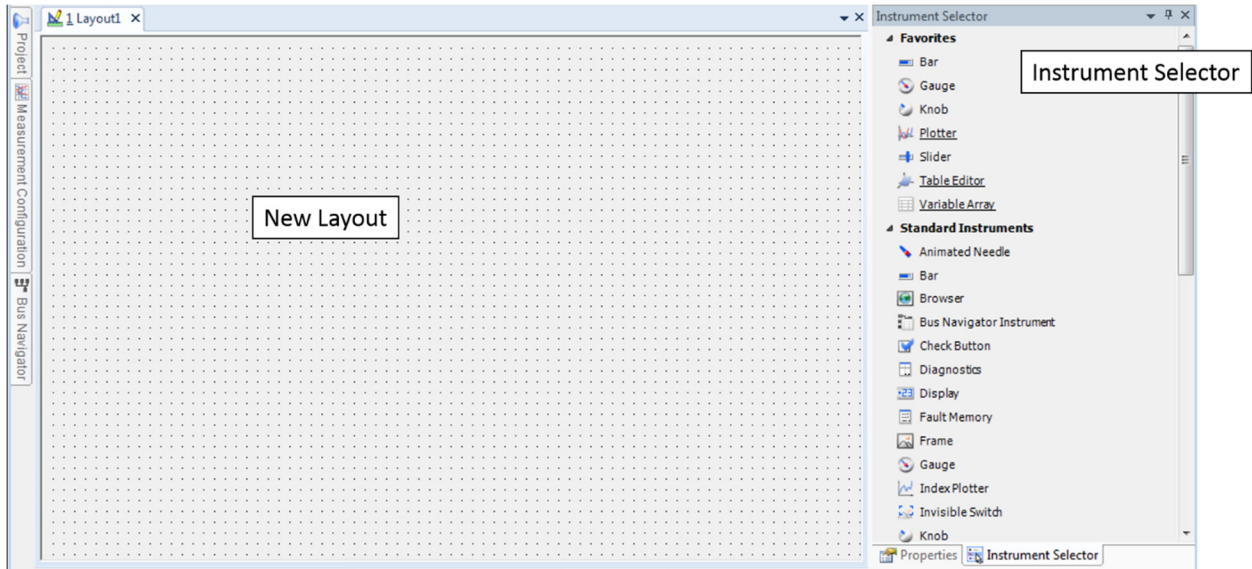 Project
Measurement Configuration
Bus Navigator
1 Layout1
New Layout
Instrument Selector
Instrument Selector
Favorites
Bar
Gauge
Knob
Plotter
Slider
Table Editor
Variable Array
Standard Instruments
Animated Needle
Bar
Browser
Bus Navigator Instrument
Check Button
Diagnostics
Display
Fault Memory
Frame
Gauge
Index Plotter
Invisible Switch
Knob
Properties Instrument Selector